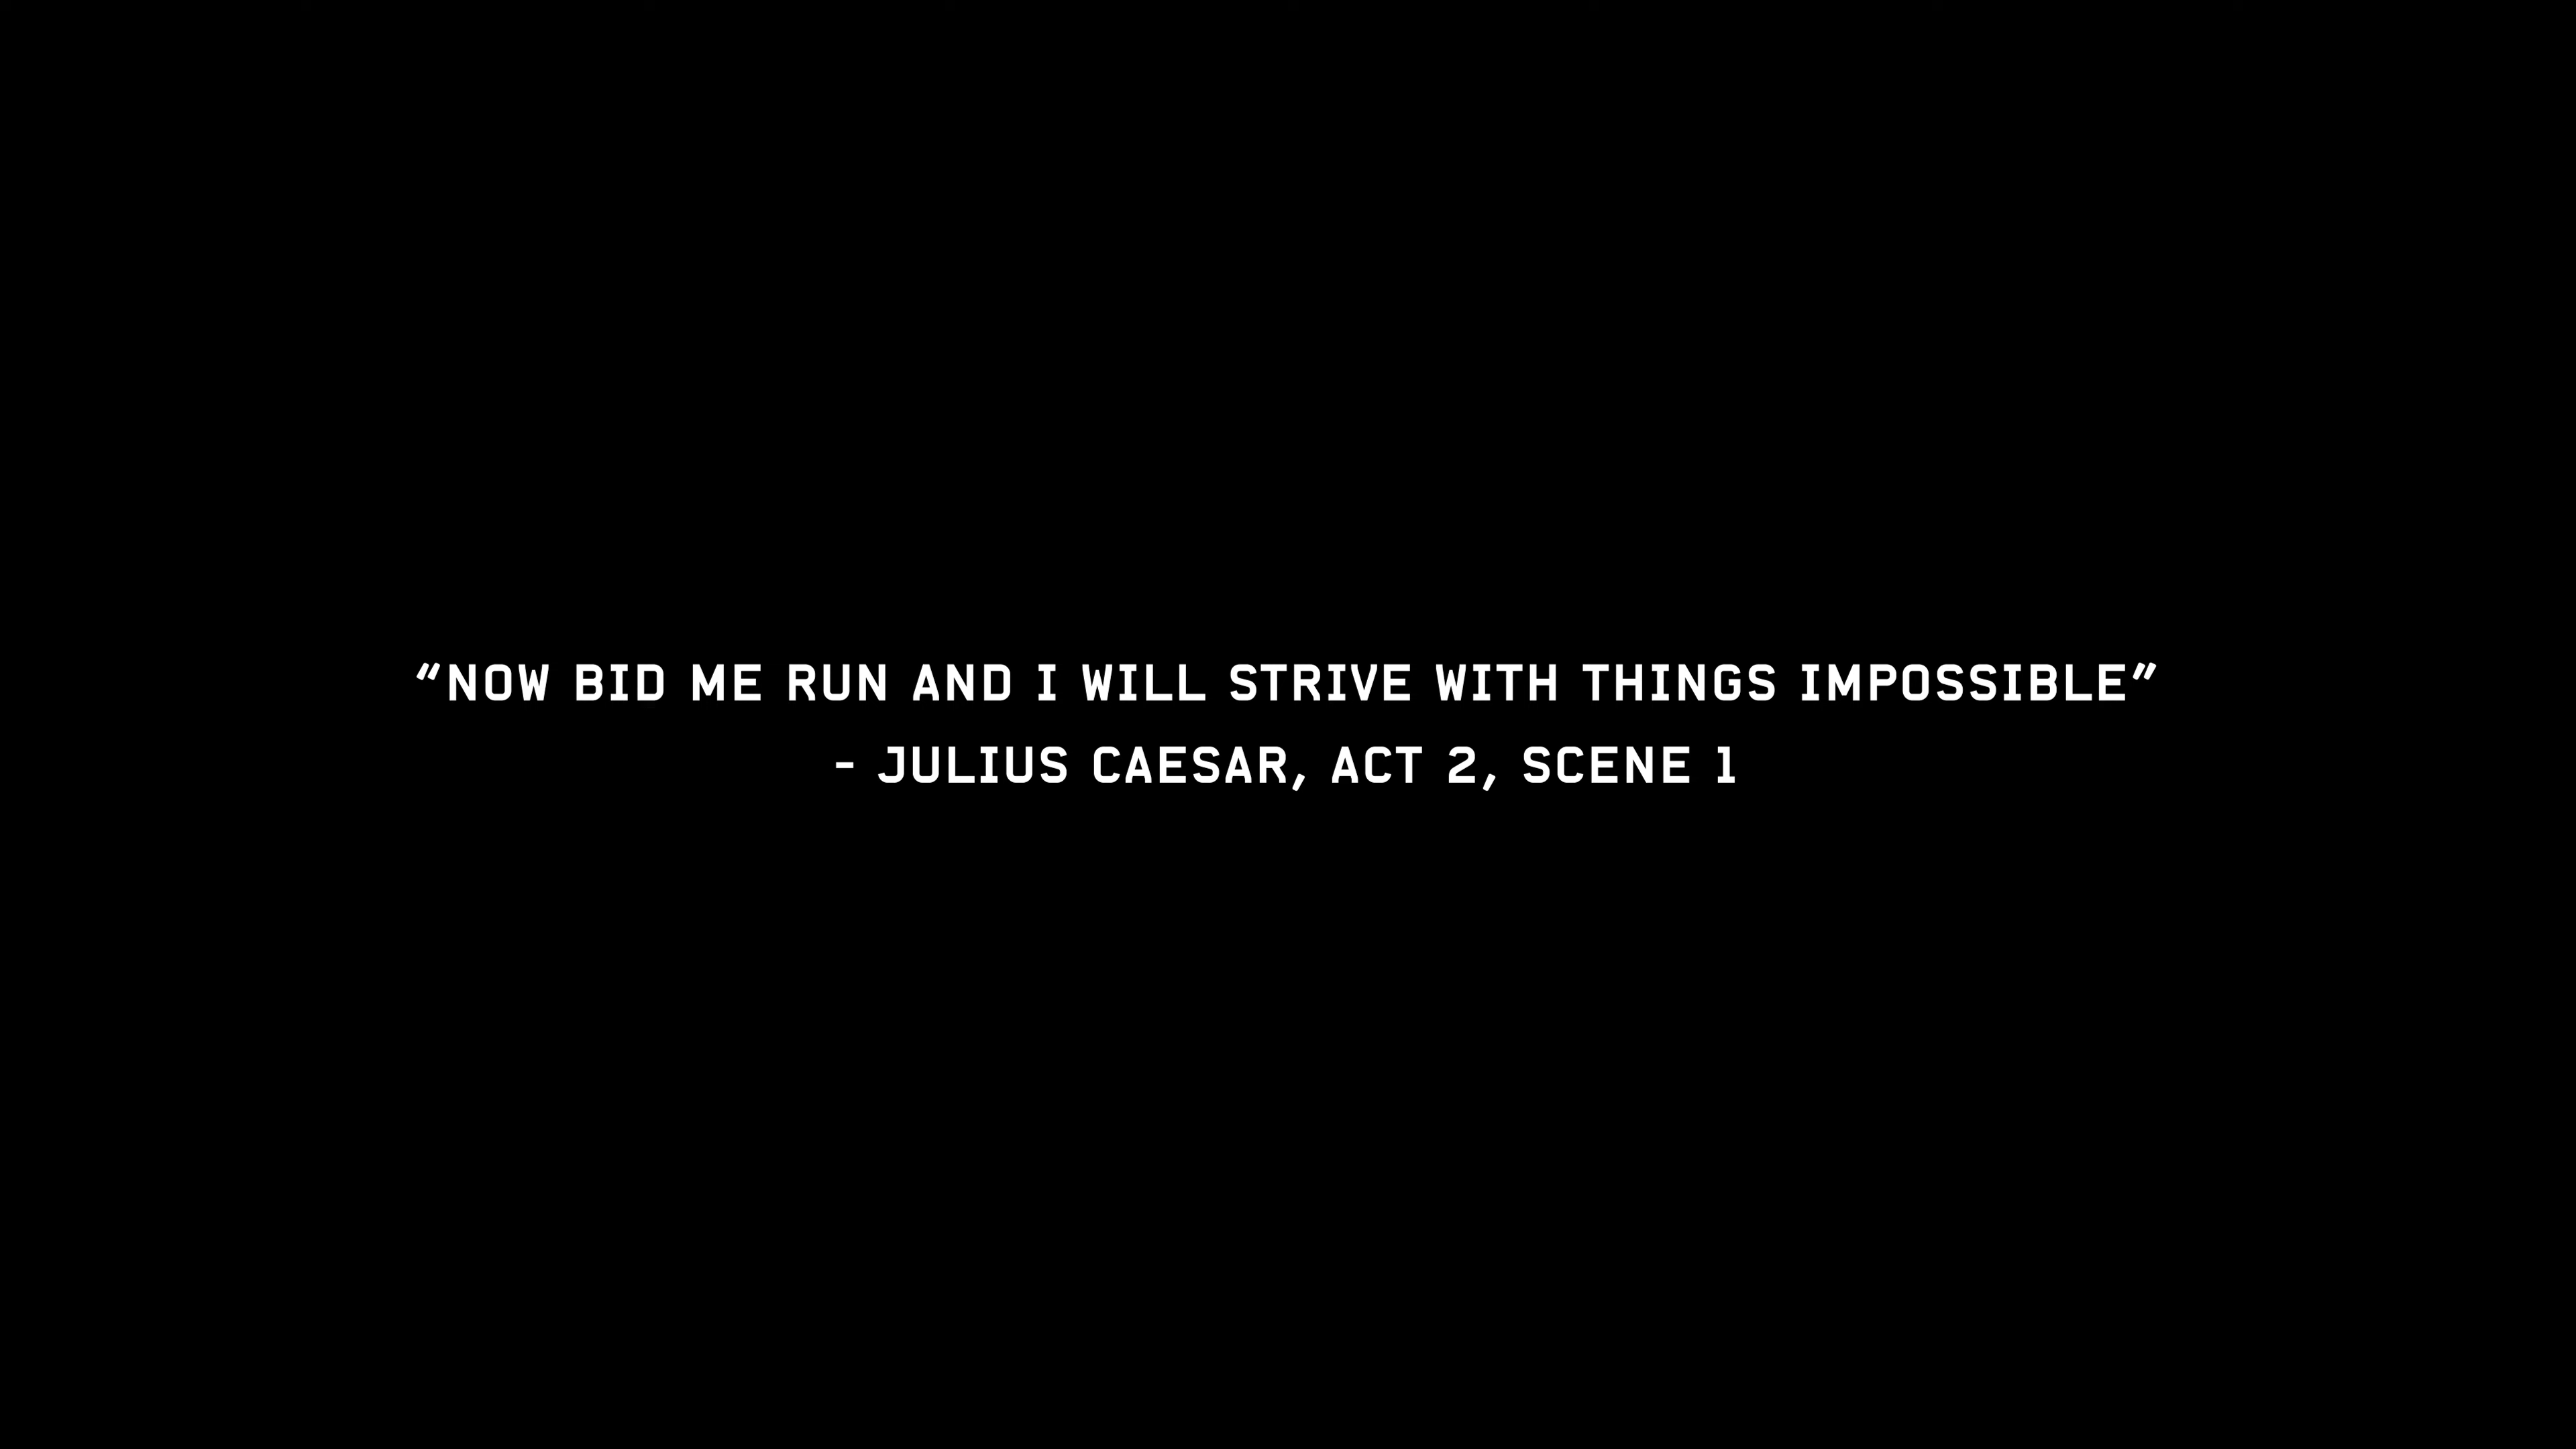 “NOW BID ME RUN AND I WILL STRIVE WITH THINGS IMPOSSIBLE”
- JULIUS CAESAR, ACT 2, SCENE 1